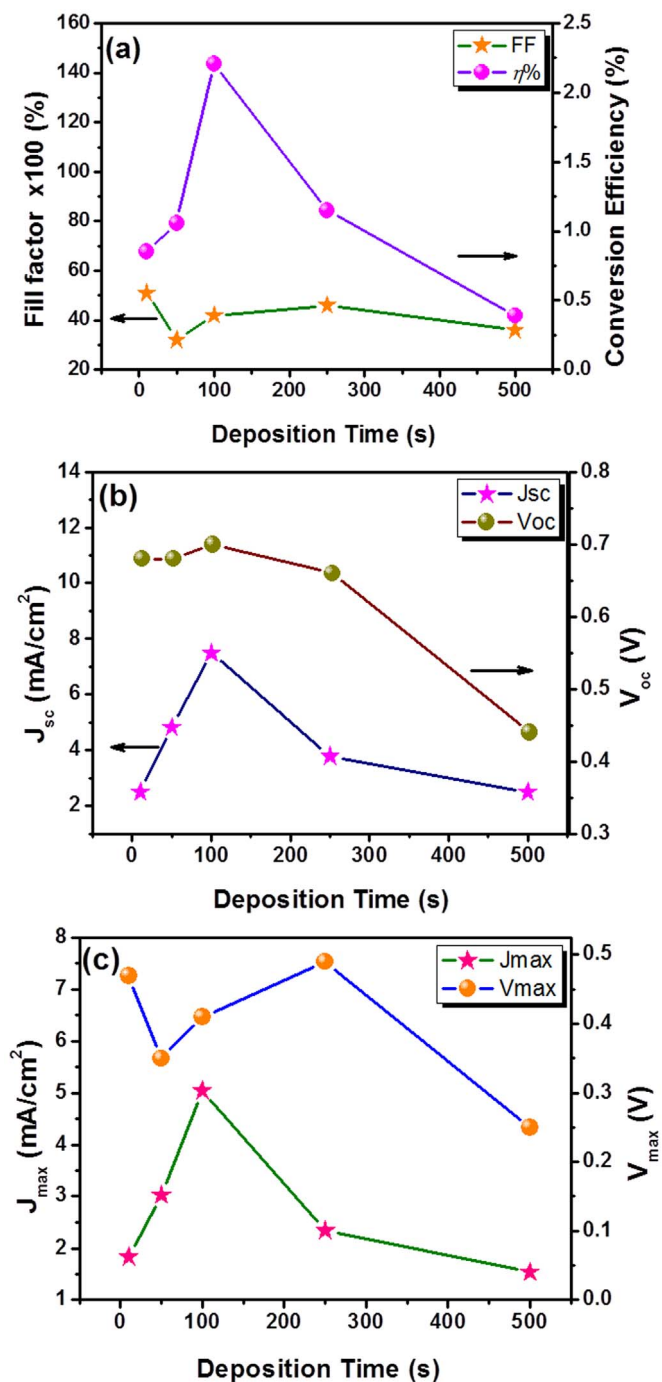 (a)
FF
η%
160
140
120
100
80
60
40
20
Fill factor x100 (%)
2.5
2.0
1.5
1.0
0.5
0.0
Conversion Efficiency (%)
0 100 200 300 400 500
Deposition Time (s)
(b)
Jsc
Voc
14
12
10
8
6
4
2
Jsc (mA/cm²)
0.8
0.7
0.6
0.5
0.4
0.3
Voc (V)
0 100 200 300 400 500
Deposition Time (s)
(c)
Jmax
Vmax
8
7
6
5
4
3
2
1
Jmax (mA/cm²)
0.5
0.4
0.3
0.2
0.1
0.0
Vmax (V)
0 100 200 300 400 500
Deposition Time (s)